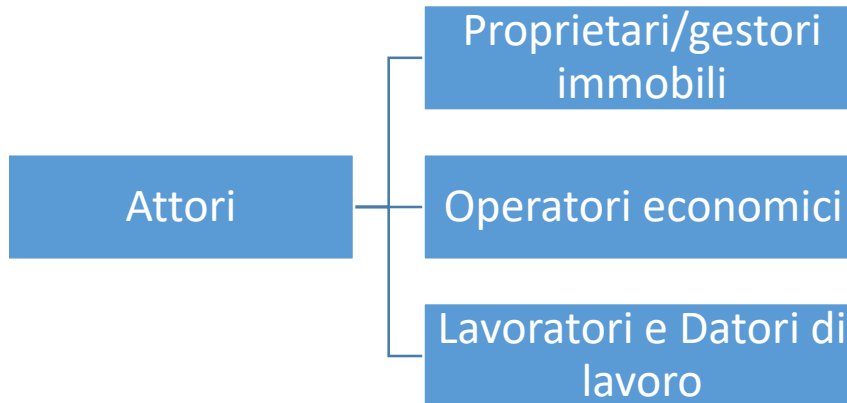 Proprietari/gestori
immobili
Attori
Operatori economici
Lavoratori e Datori di
lavoro